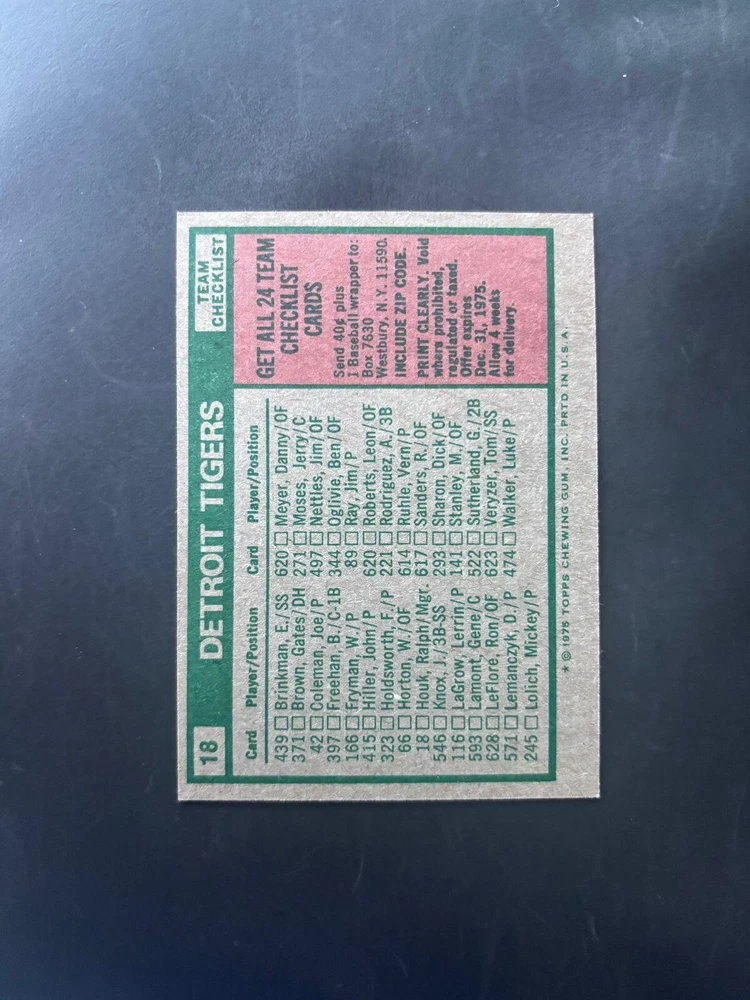 18
DETROIT TIGERS
TEAM
CHECKLIST
Card Player/Position
439 Brinkman, E./SS
371 Brown, Gates/DH
42 Coleman, Joe/P
397 Freehan, B./C-1B
166 Fryman, W./P
415 Hiller, John/P
323 Holdsworth, F./P
66 Horton, W./OF
18 Houk, Ralph/Mgr.
546 Knox, J./3B-SS
116 LaGrow, Lerrin/P
593 Lamont, Gene/C
628 LeFlore, Ron/OF
571 Lemanczyk, D./P
245 Lolich, Mickey/P
Card Player/Position
620 Meyer, Danny/OF
271 Moses, Jerry/C
497 Nettles, Jim/OF
344 Oglivie, Ben/OF
89 Ray, Jim/P
620 Roberts, Leon/OF
221 Rodriguez, A./3B
614 Ruhle, Vern/P
617 Sanders, R./OF
293 Sharon, Dick/OF
141 Stanley, M./OF
522 Sutherland, G./2B
623 Veryzer, Tom/SS
474 Walker, Luke/P
GET ALL 24 TEAM
CHECKLIST
CARDS
Send 40¢ plus
1 Baseball wrapper to:
Box 7630
Westbury, N.Y. 11590.
INCLUDE ZIP CODE.
PRINT CLEARLY. Void
where prohibited,
regulated or taxed.
Offer expires
Dec. 31, 1975.
Allow 4 weeks
for delivery.
* © 1975 TOPPS CHEWING GUM, INC. PRTD IN U.S.A.